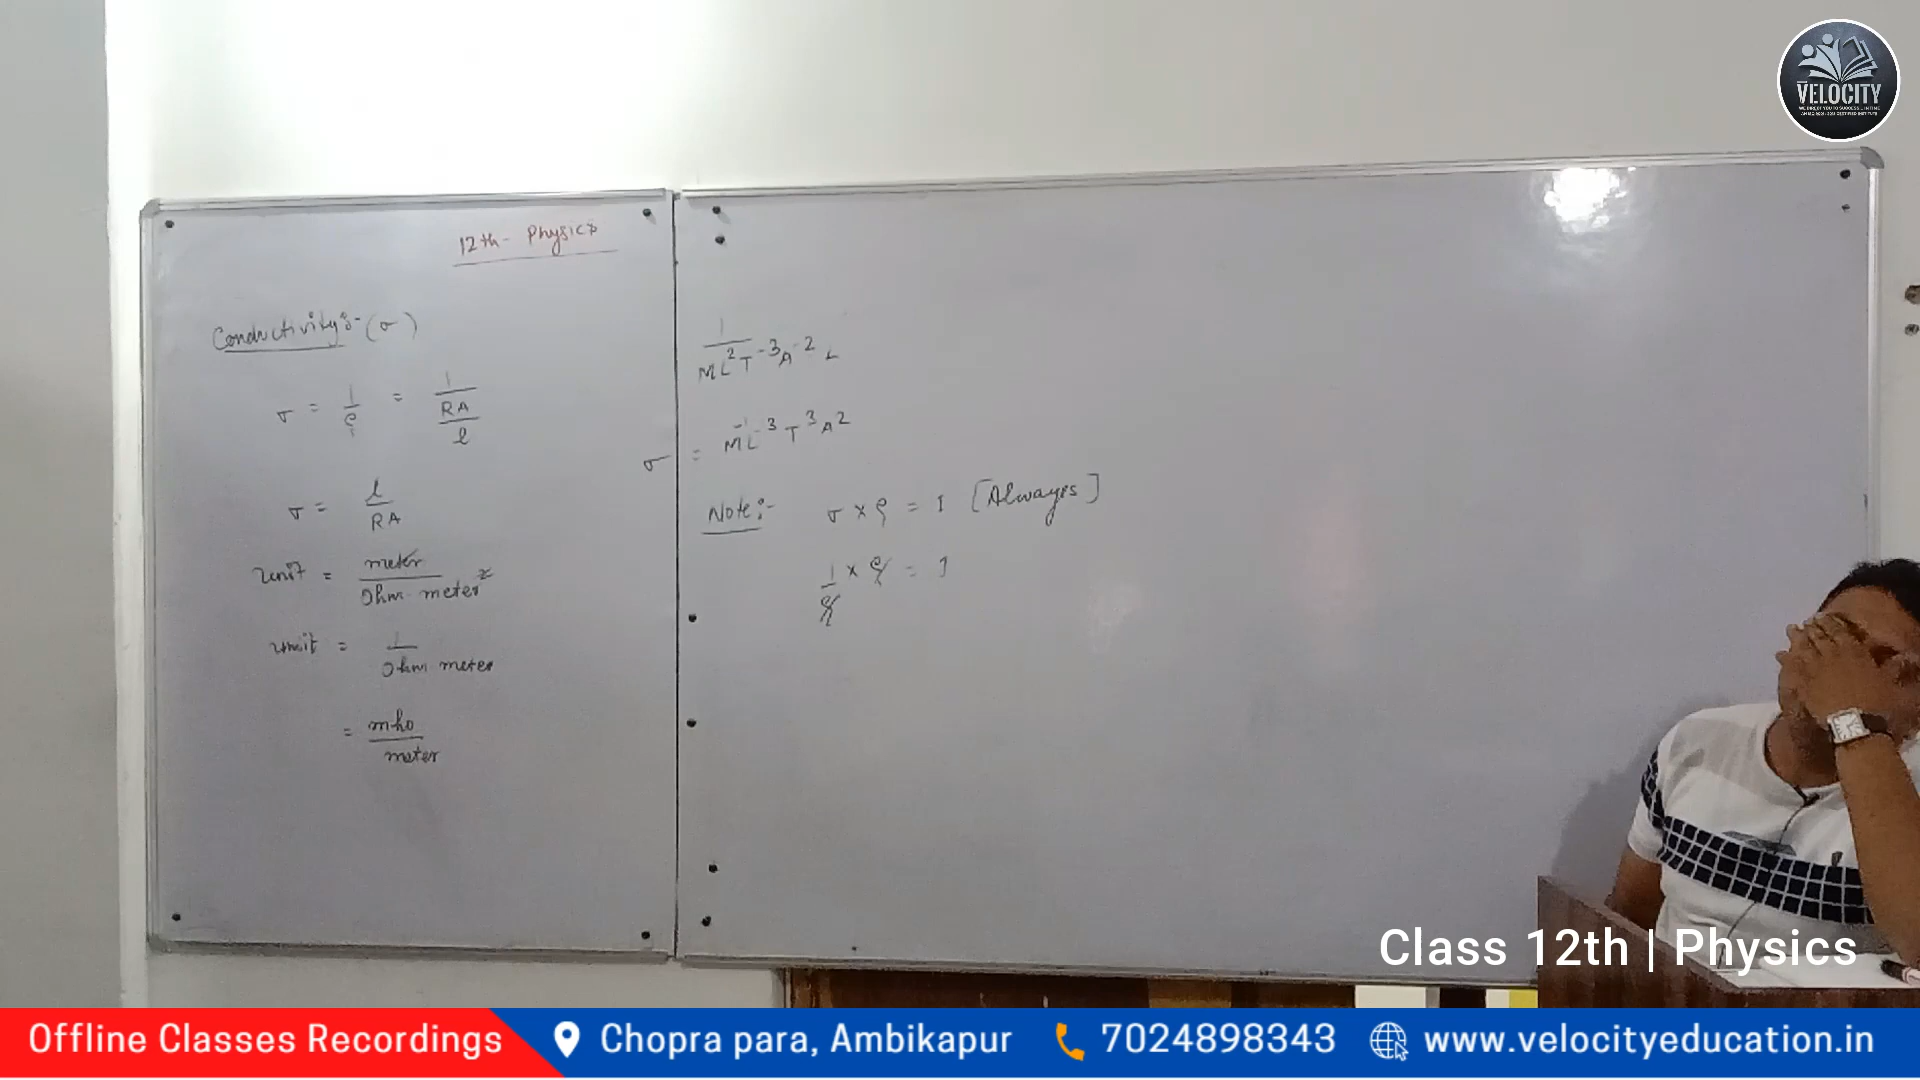 VELOCITY
12th - Physics
Conductivity :- (σ)
σ = 1/ρ = 1/(RA/l)
σ = l/RA
Unit = meter/Ohm meter²
unit = 1/Ohm meter
= mho/meter
1/ML²T⁻³A⁻² L
σ = M⁻¹L⁻³T³A²
Note :- σ × ρ = 1 [Alwayes]
1/ρ × ρ = 1
Class 12th | Physics
Offline Classes Recordings
Chopra para, Ambikapur
7024898343
www.velocityeducation.in